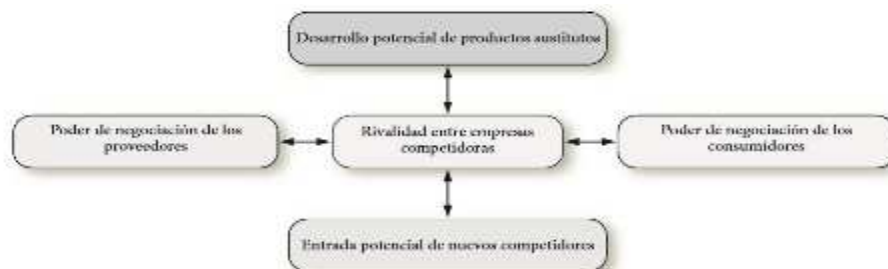 Desarrollo potencial de productos sustitutos
Poder de negociación de los
proveedores
Rivalidad entre empresas
competidoras
Poder de negociación de los
consumidores
Entrada potencial de nuevos competidores